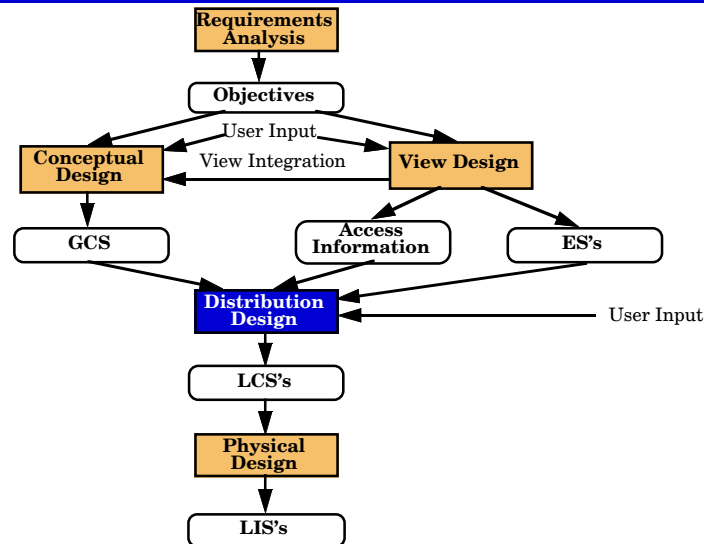 Requirements
Analysis
Objectives
User Input
Conceptual
Design
View Integration
View Design
GCS
Access
Information
ES's
Distribution
Design
User Input
LCS's
Physical
Design
LIS's